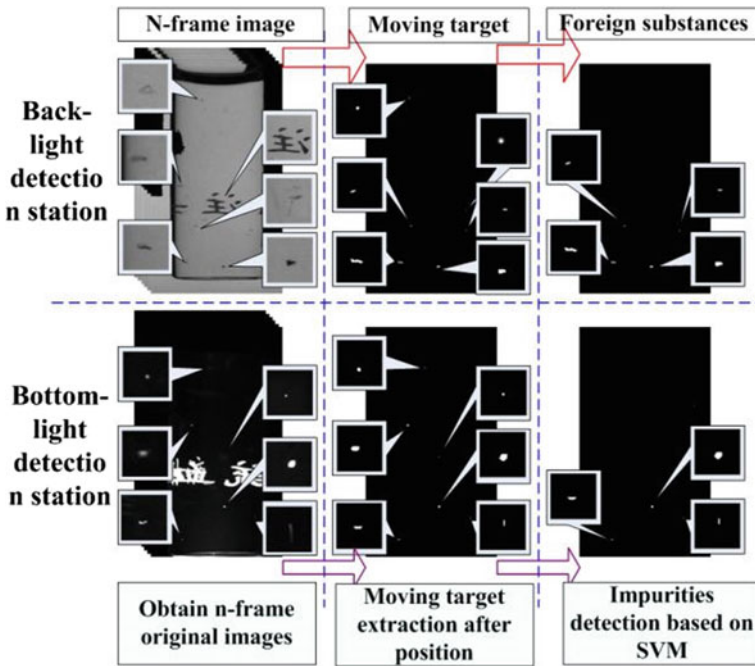 N-frame image
Moving target
Foreign substances
Back-
light
detectio
n station
Bottom-
light
detectio
n station
Obtain n-frame
original images
Moving target
extraction after
position
Impurities
detection based on
SVM